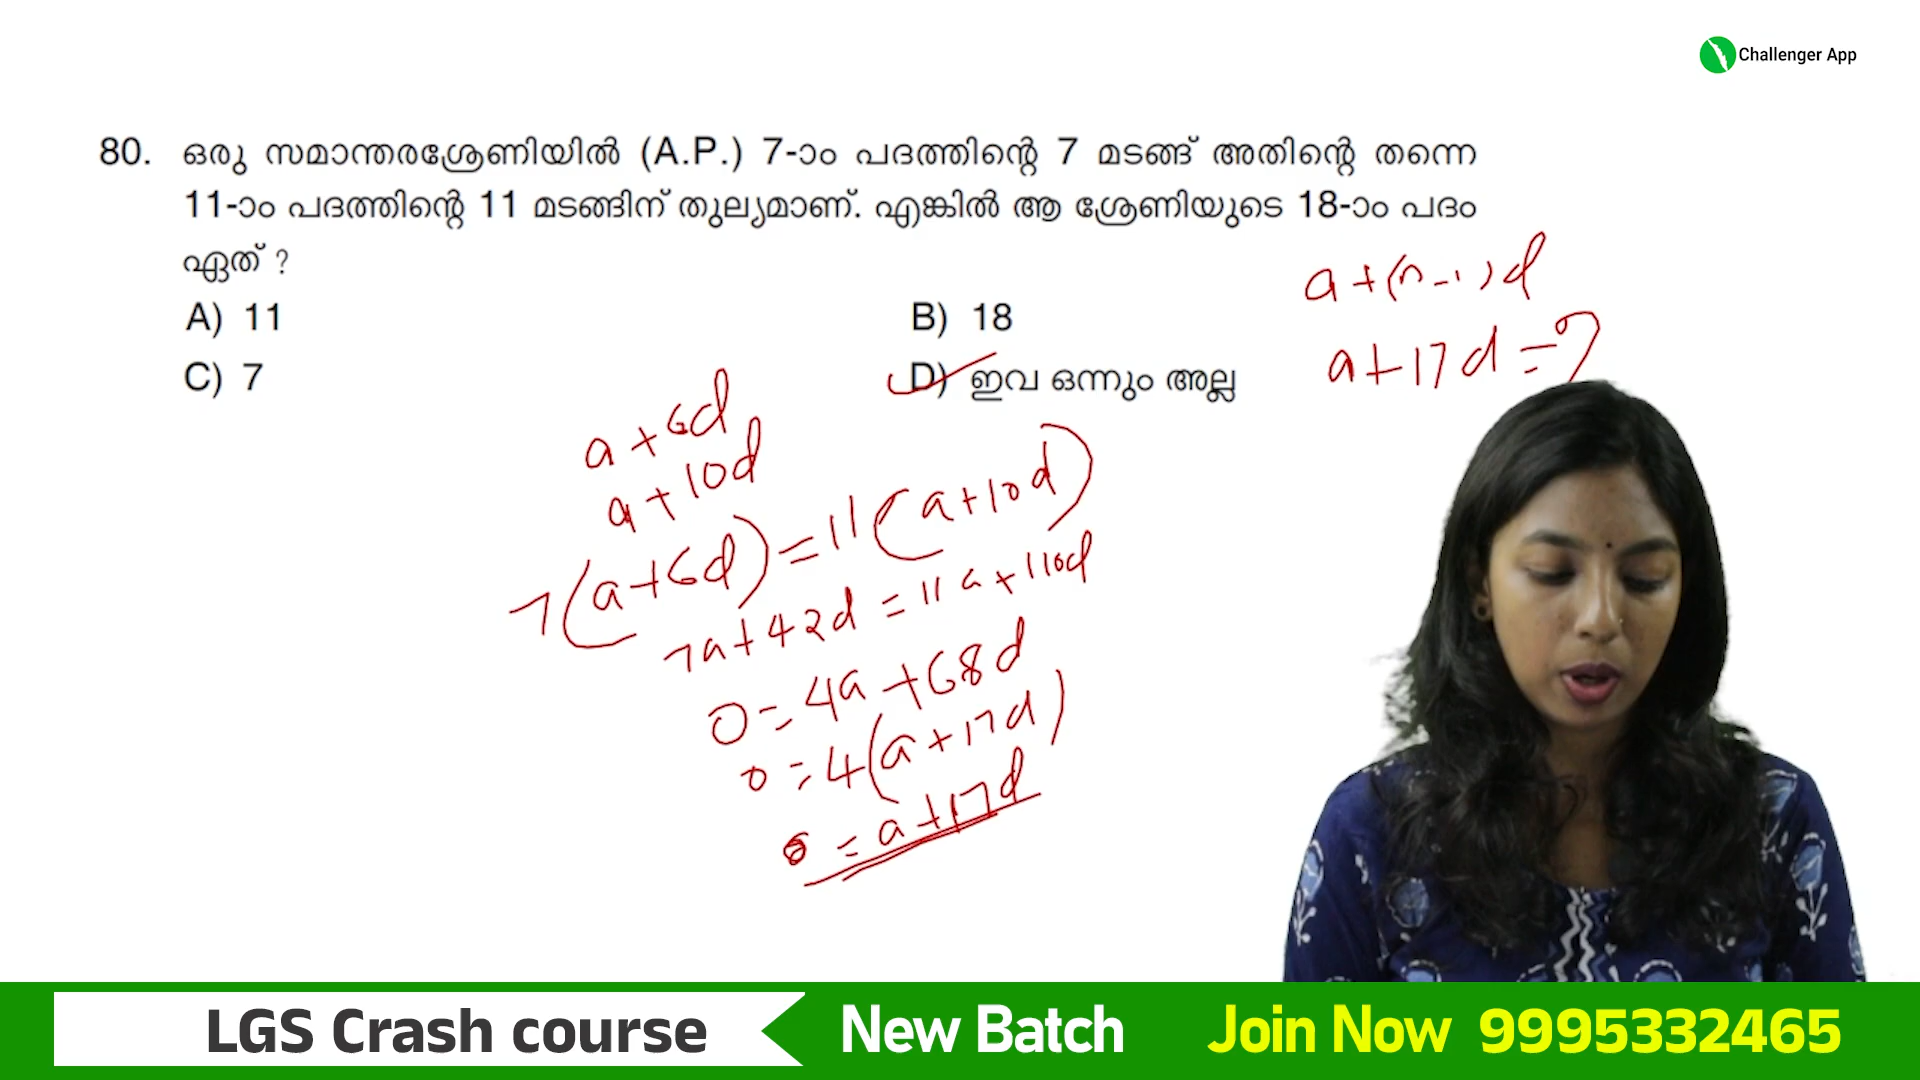 Challenger App
80. ഒരു സമാന്തരശ്രേണിയിൽ (A.P.) 7-ാം പദത്തിന്റെ 7 മടങ്ങ് അതിന്റെ തന്നെ
11-ാം പദത്തിന്റെ 11 മടങ്ങിന് തുല്യമാണ്. എങ്കിൽ ആ ശ്രേണിയുടെ 18-ാം പദം
ഏത് ?
a+(n-1)d
A) 11 B) 18
a+17d=?
C) 7 D) ഇവ ഒന്നും അല്ല
a+6d
a+10d
7(a+6d)=11(a+10d)
7a+42d=11a+110d
0=4a+68d
0=4(a+17d)
0=a+17d
LGS Crash course New Batch Join Now 9995332465